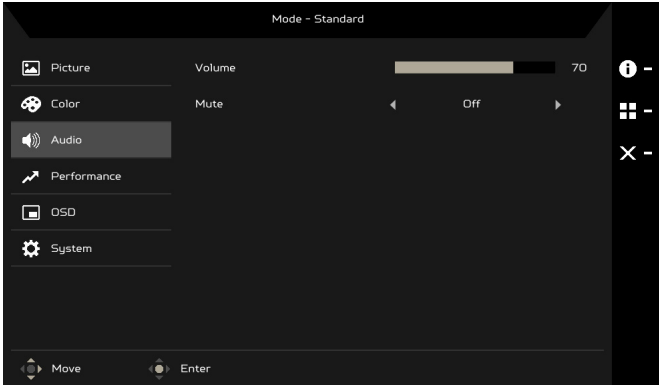 Mode - Standard
Picture
Volume 70
Color
Mute Off
Audio
Performance
OSD
System
Move Enter